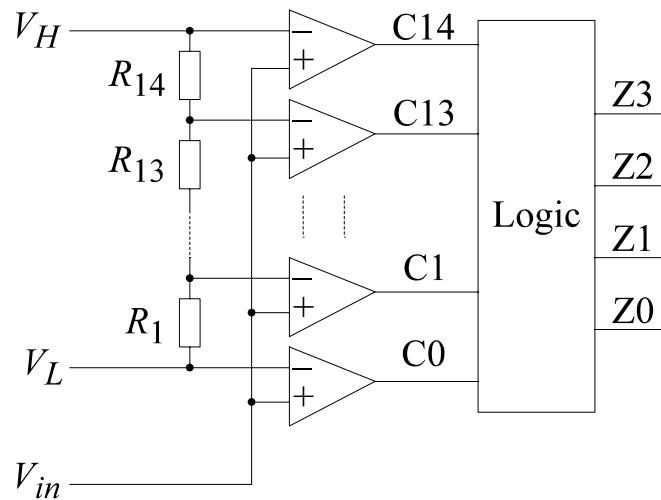 V_H
−
+
C14
R_14
−
+
C13
Z3
R_13
Z2
Logic
Z1
−
+
C1
R_1
Z0
V_L
−
+
C0
V_in